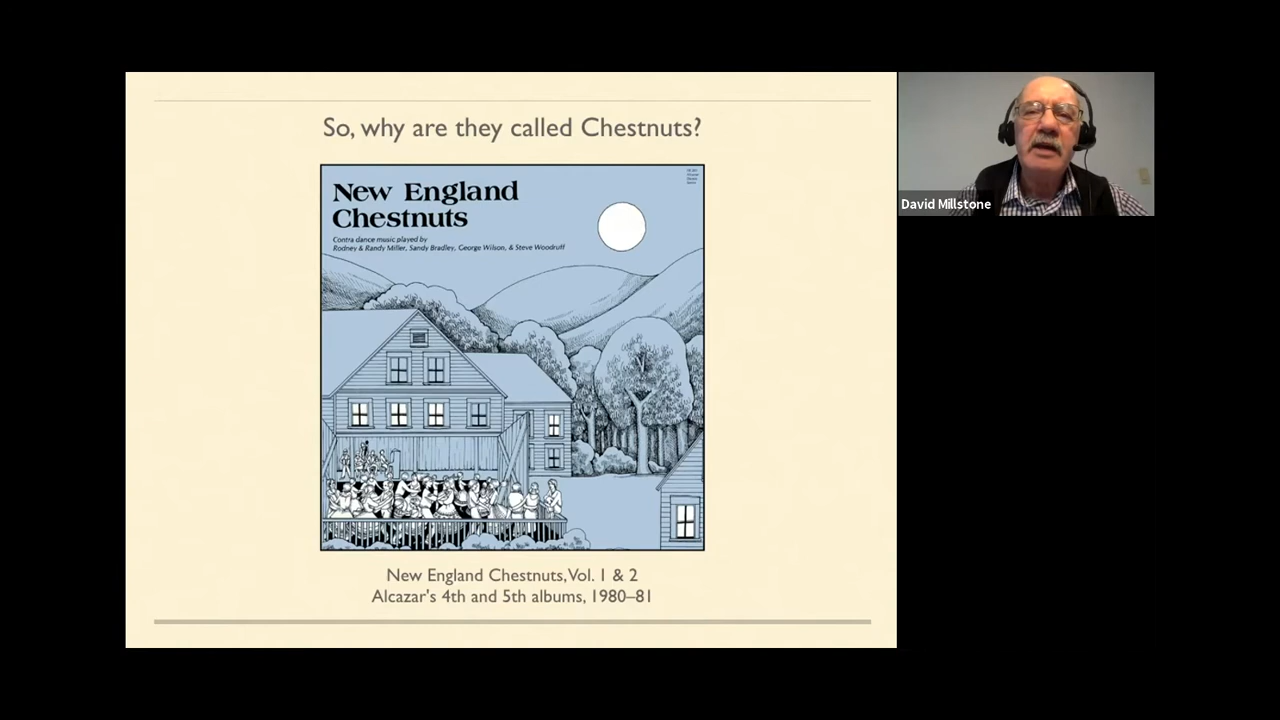 So, why are they called Chestnuts?
New England
Chestnuts
Contra dance music played by
Rodney & Randy Miller, Sandy Bradley, George Wilson, & Steve Woodruff
New England Chestnuts, Vol. 1 & 2
Alcazar's 4th and 5th albums, 1980–81
David Millstone